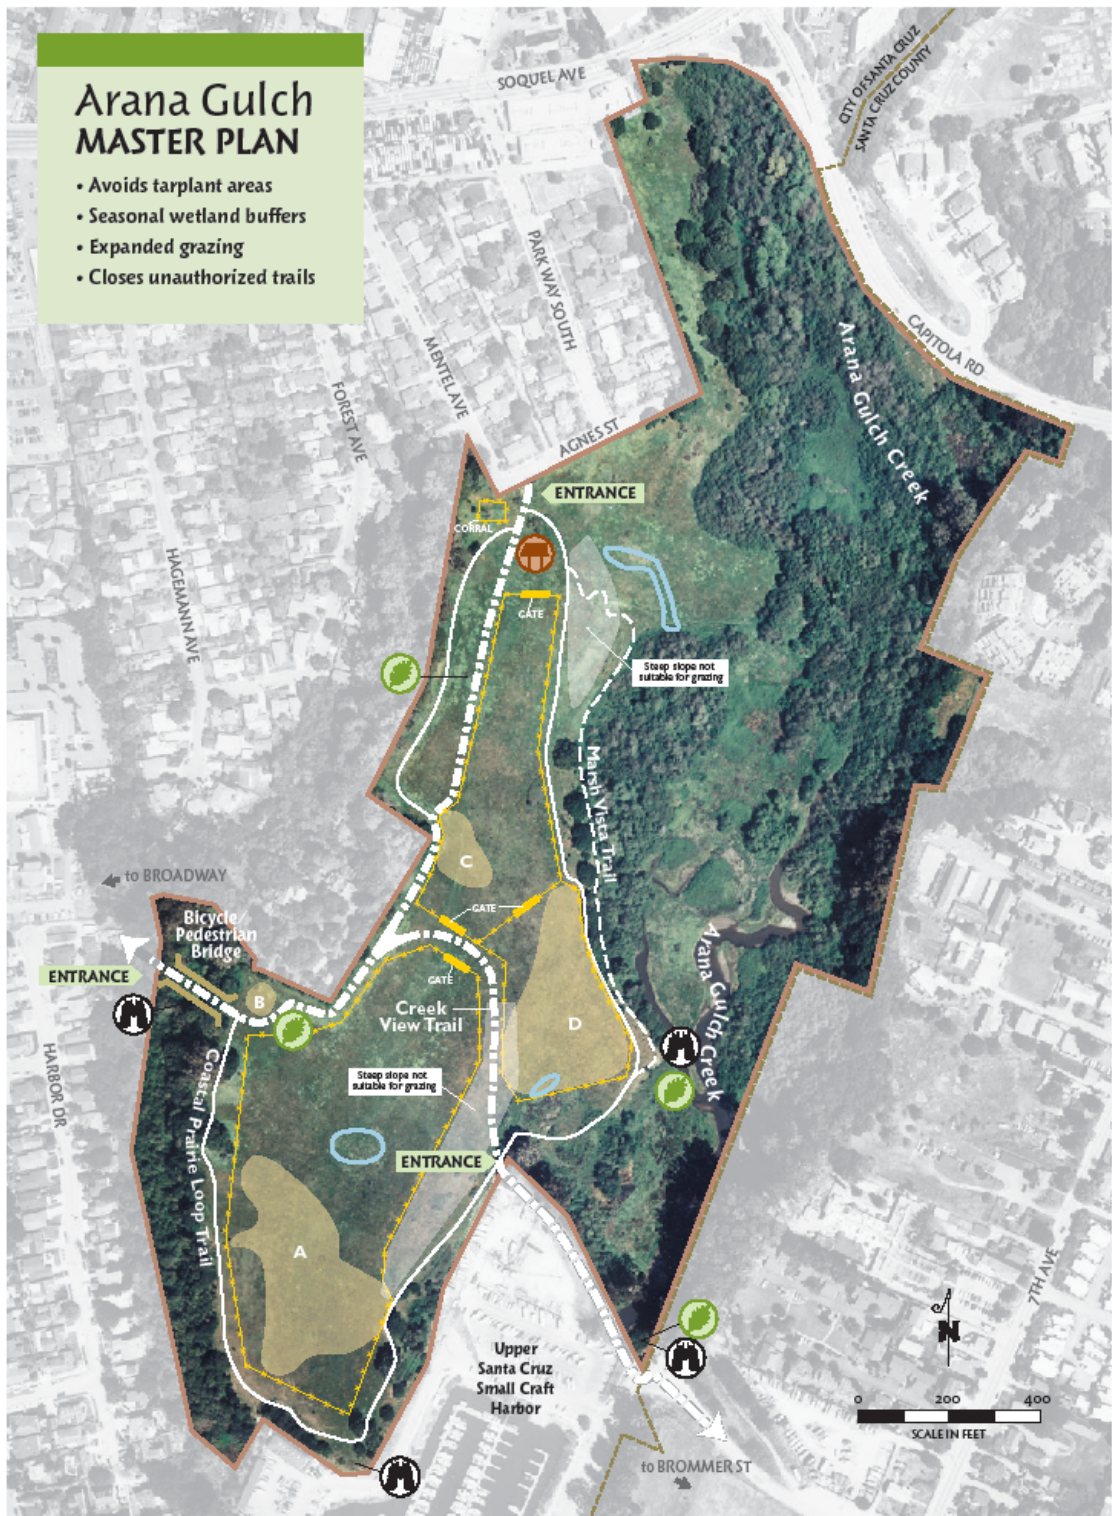 Arana Gulch
MASTER PLAN
• Avoids tarplant areas
• Seasonal wetland buffers
• Expanded grazing
• Closes unauthorized trails
SOQUEL AVE
CITY OF SANTA CRUZ
SANTA CRUZ COUNTY
PARKWAY SOUTH
MENTEL AVE
FOREST AVE
AGNES ST
CAPITOLA RD
Arana Gulch Creek
ENTRANCE
CORRAL
HAGEMANN AVE
GATE
Steep slope not
suitable for grazing
Marsh Vista Trail
C
to BROADWAY
GATE
Bicycle/
Pedestrian
Bridge
ENTRANCE
GATE
B
Creek
View Trail
D
Arana Gulch Creek
HARBOR DR
Coastal Prairie Loop Trail
Steep slope not
suitable for grazing
ENTRANCE
A
7TH AVE
N
Upper
Santa Cruz
Small Craft
Harbor
0 200 400
SCALE IN FEET
to BROMMER ST